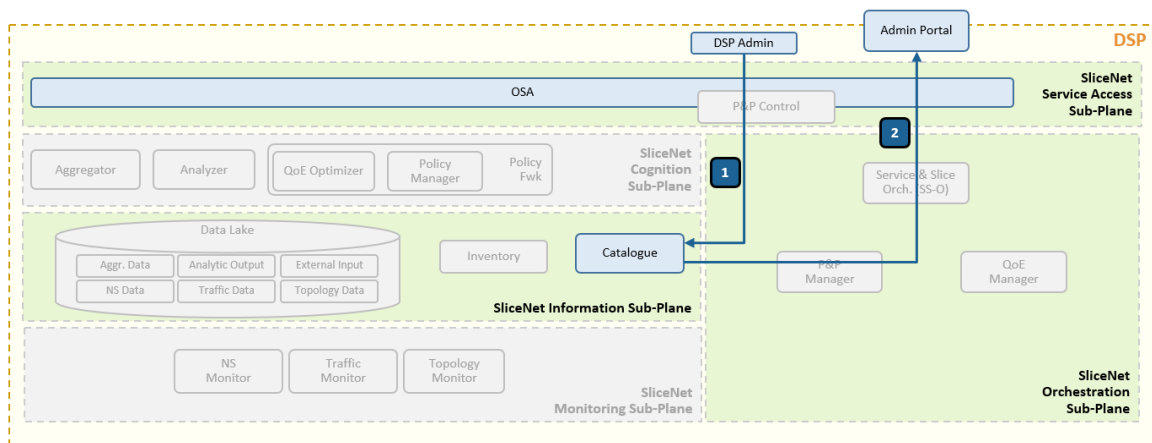 Admin Portal
DSP Admin
DSP
OSA
SliceNet
Service Access
Sub-Plane
P&P Control
2
1
Aggregator
Analyzer
QoE Optimizer
Policy
Manager
Policy
Fwk
SliceNet
Cognition
Sub-Plane
Service & Slice
Orch. (SS-O)
Data Lake
Aggr. Data
Analytic Output
External Input
NS Data
Traffic Data
Topology Data
Inventory
Catalogue
P&P
Manager
QoE
Manager
SliceNet Information Sub-Plane
NS
Monitor
Traffic
Monitor
Topology
Monitor
SliceNet
Monitoring Sub-Plane
SliceNet
Orchestration
Sub-Plane